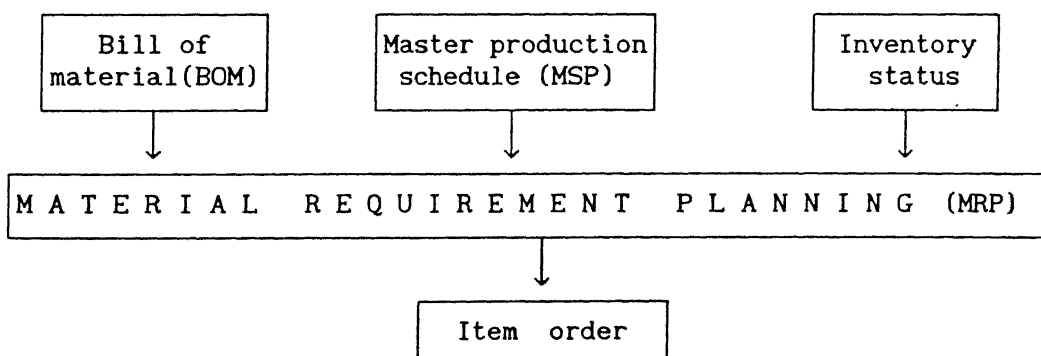 Bill of
material(BOM)
Master production
schedule (MSP)
Inventory
status
M A T E R I A L R E Q U I R E M E N T P L A N N I N G (MRP)
Item order